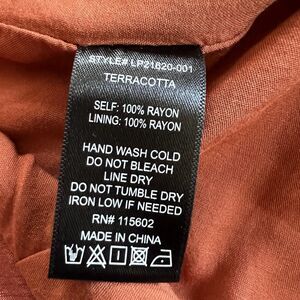 STYLE# LP21620-001
TERRACOTTA
SELF: 100% RAYON
LINING: 100% RAYON
HAND WASH COLD
DO NOT BLEACH
LINE DRY
DO NOT TUMBLE DRY
IRON LOW IF NEEDED
RN# 115602
MADE IN CHINA